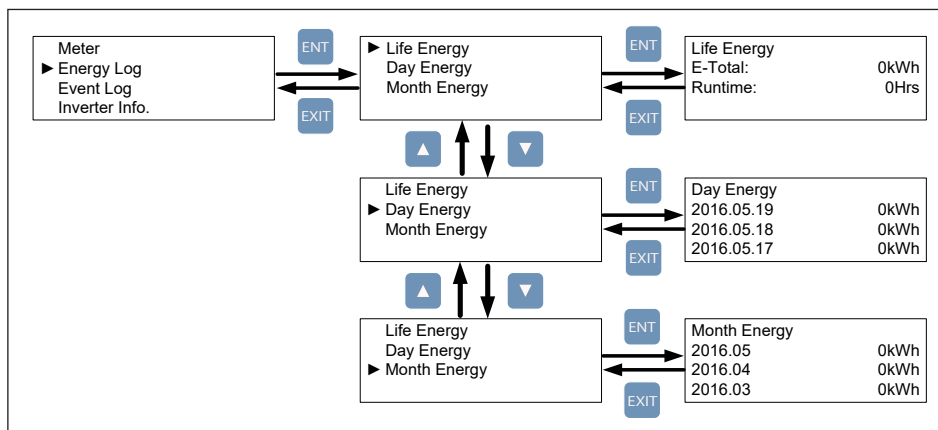 Meter
▶ Energy Log
Event Log
Inverter Info.
ENT
EXIT
▶ Life Energy
Day Energy
Month Energy
ENT
EXIT
Life Energy
E-Total: 0kWh
Runtime: 0Hrs
▲ ▼
Life Energy
▶ Day Energy
Month Energy
ENT
EXIT
Day Energy
2016.05.19 0kWh
2016.05.18 0kWh
2016.05.17 0kWh
▲ ▼
Life Energy
Day Energy
▶ Month Energy
ENT
EXIT
Month Energy
2016.05 0kWh
2016.04 0kWh
2016.03 0kWh